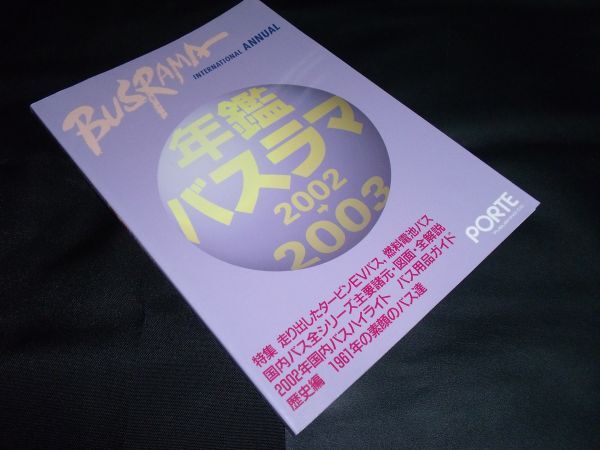 BUSRAMA
INTERNATIONAL ANNUAL
年鑑
バスラマ
2002
→
2003
PORTE
特集 走り出したタービンEVバス，燃料電池バス
国内バス全シリーズ主要諸元・図面・全解説
2002年国内バスハイライト バス用品ガイド
歴史編 1961年の素顔のバス達